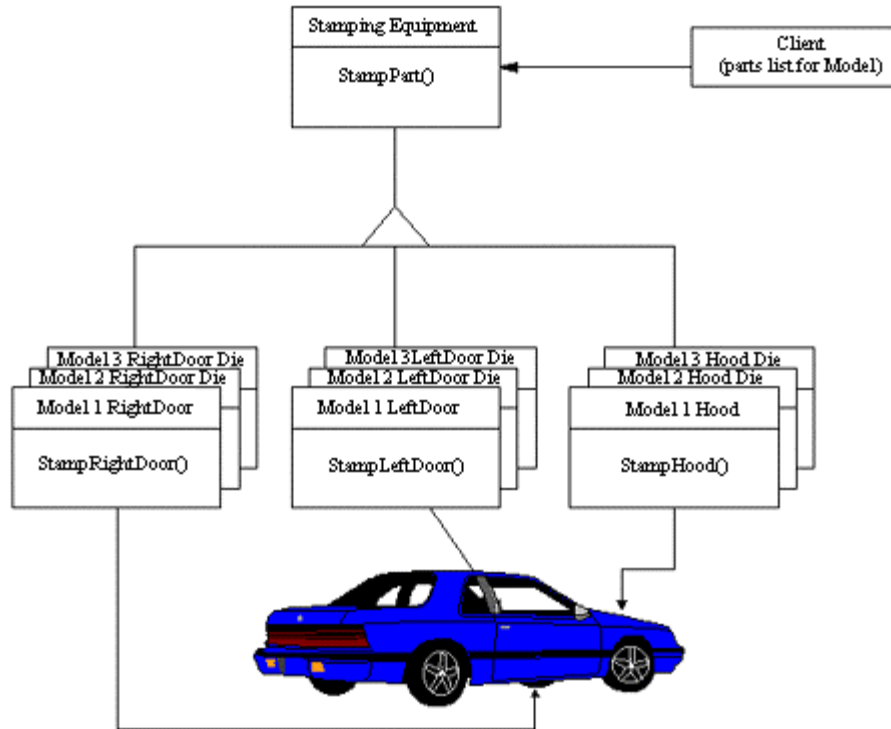 Stamping Equipment
StampPart()
Client
(parts list for Model)
Model 3 RightDoor Die
Model 2 RightDoor Die
Model 1 RightDoor
StampRightDoor()
Model 3LeftDoor Die
Model 2 LeftDoor Die
Model 1 LeftDoor
StampLeftDoor()
Model 3 Hood Die
Model 2 Hood Die
Model 1 Hood
StampHood()